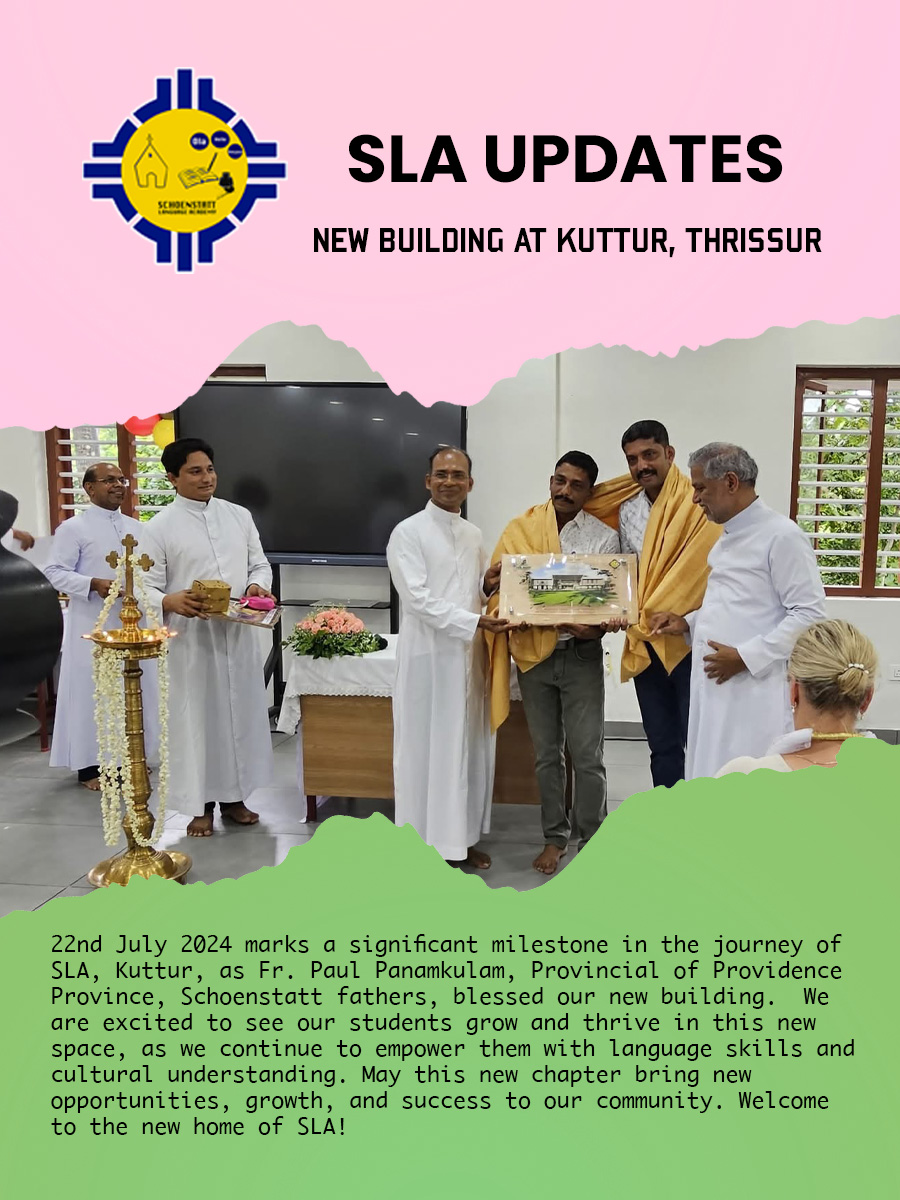 Sla
SCHOENSTATT
LANGUAGE ACADEMY
SLA UPDATES
NEW BUILDING AT KUTTUR, THRISSUR
22nd July 2024 marks a significant milestone in the journey of
SLA, Kuttur, as Fr. Paul Panamkulam, Provincial of Providence
Province, Schoenstatt fathers, blessed our new building.  We
are excited to see our students grow and thrive in this new
space, as we continue to empower them with language skills and
cultural understanding. May this new chapter bring new
opportunities, growth, and success to our community. Welcome
to the new home of SLA!